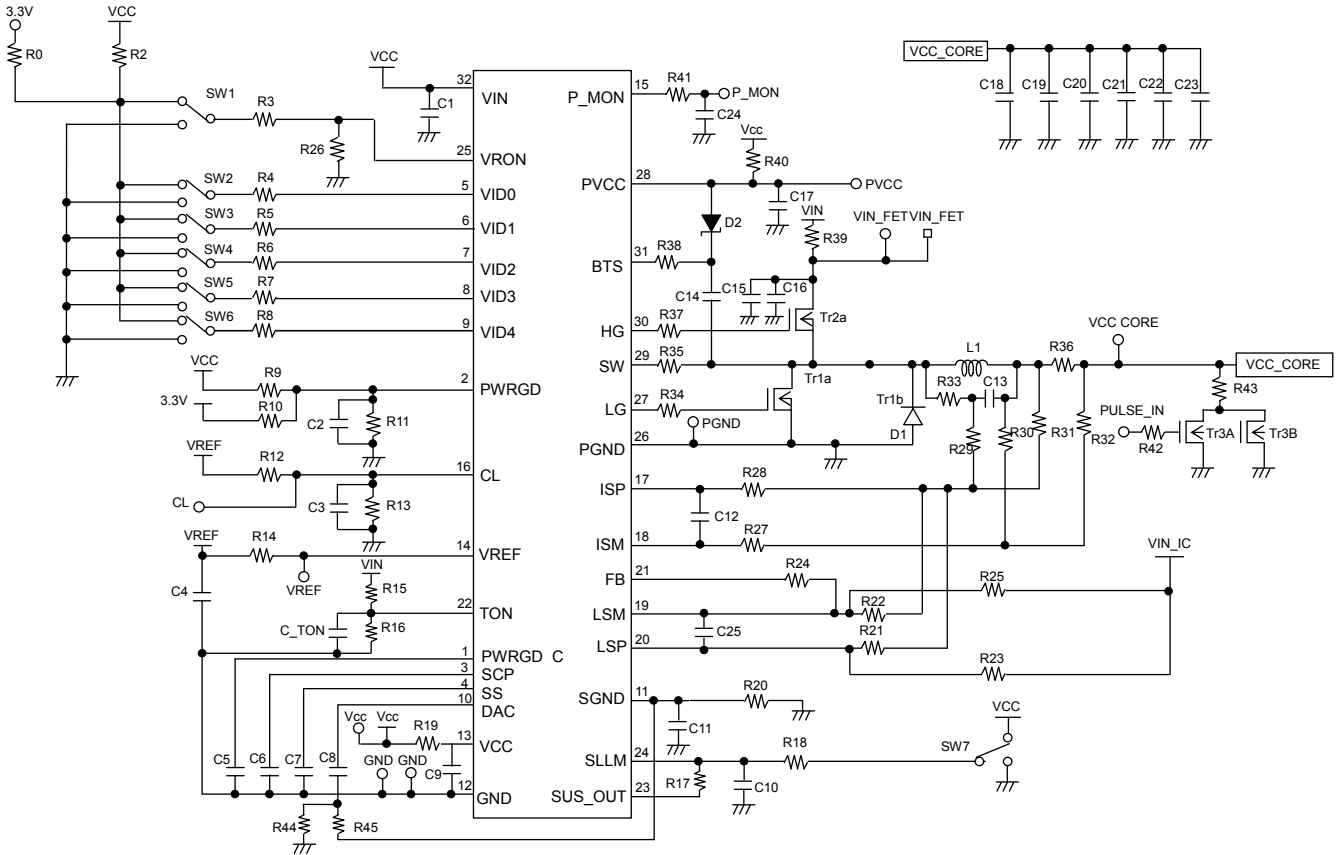 3.3V
R0
VCC
R2
SW1
R3
R26
SW2
R4
SW3
R5
SW4
R6
SW5
R7
SW6
R8
VCC
C1
32
VIN
25
VRON
5
VID0
6
VID1
7
VID2
8
VID3
9
VID4
VCC
R9
3.3V
R10
C2
R11
2
PWRGD
VREF
R12
CL
C3
R13
16
CL
VREF
R14
VREF
14
VREF
C4
VIN
R15
R16
C_TON
22
TON
1
PWRGD C
3
SCP
4
SS
10
DAC
C5
C6
C7
C8
Vcc
Vcc
R19
13
VCC
GND
GND
C9
12
GND
R44
R45
P_MON
15
R41
P_MON
C24
Vcc
R40
PVCC
28
PVCC
C17
D2
VIN
R39
VIN_FET
VIN_FET
BTS
31
R38
C14
C15
C16
HG
30
R37
Tr2a
SW
29
R35
LG
27
R34
Tr1a
PGND
PGND
26
Tr1b
D1
L1
R33
C13
R29
R30
R31
R32
R36
VCC CORE
VCC_CORE
R43
PULSE_IN
R42
Tr3A
Tr3B
VCC_CORE
C18
C19
C20
C21
C22
C23
ISP
17
R28
C12
ISM
18
R27
FB
21
R24
LSM
19
R22
C25
LSP
20
R21
R25
R23
VIN_IC
SGND
11
R20
C11
SLLM
24
R18
R17
C10
SUS_OUT
23
SW7
VCC